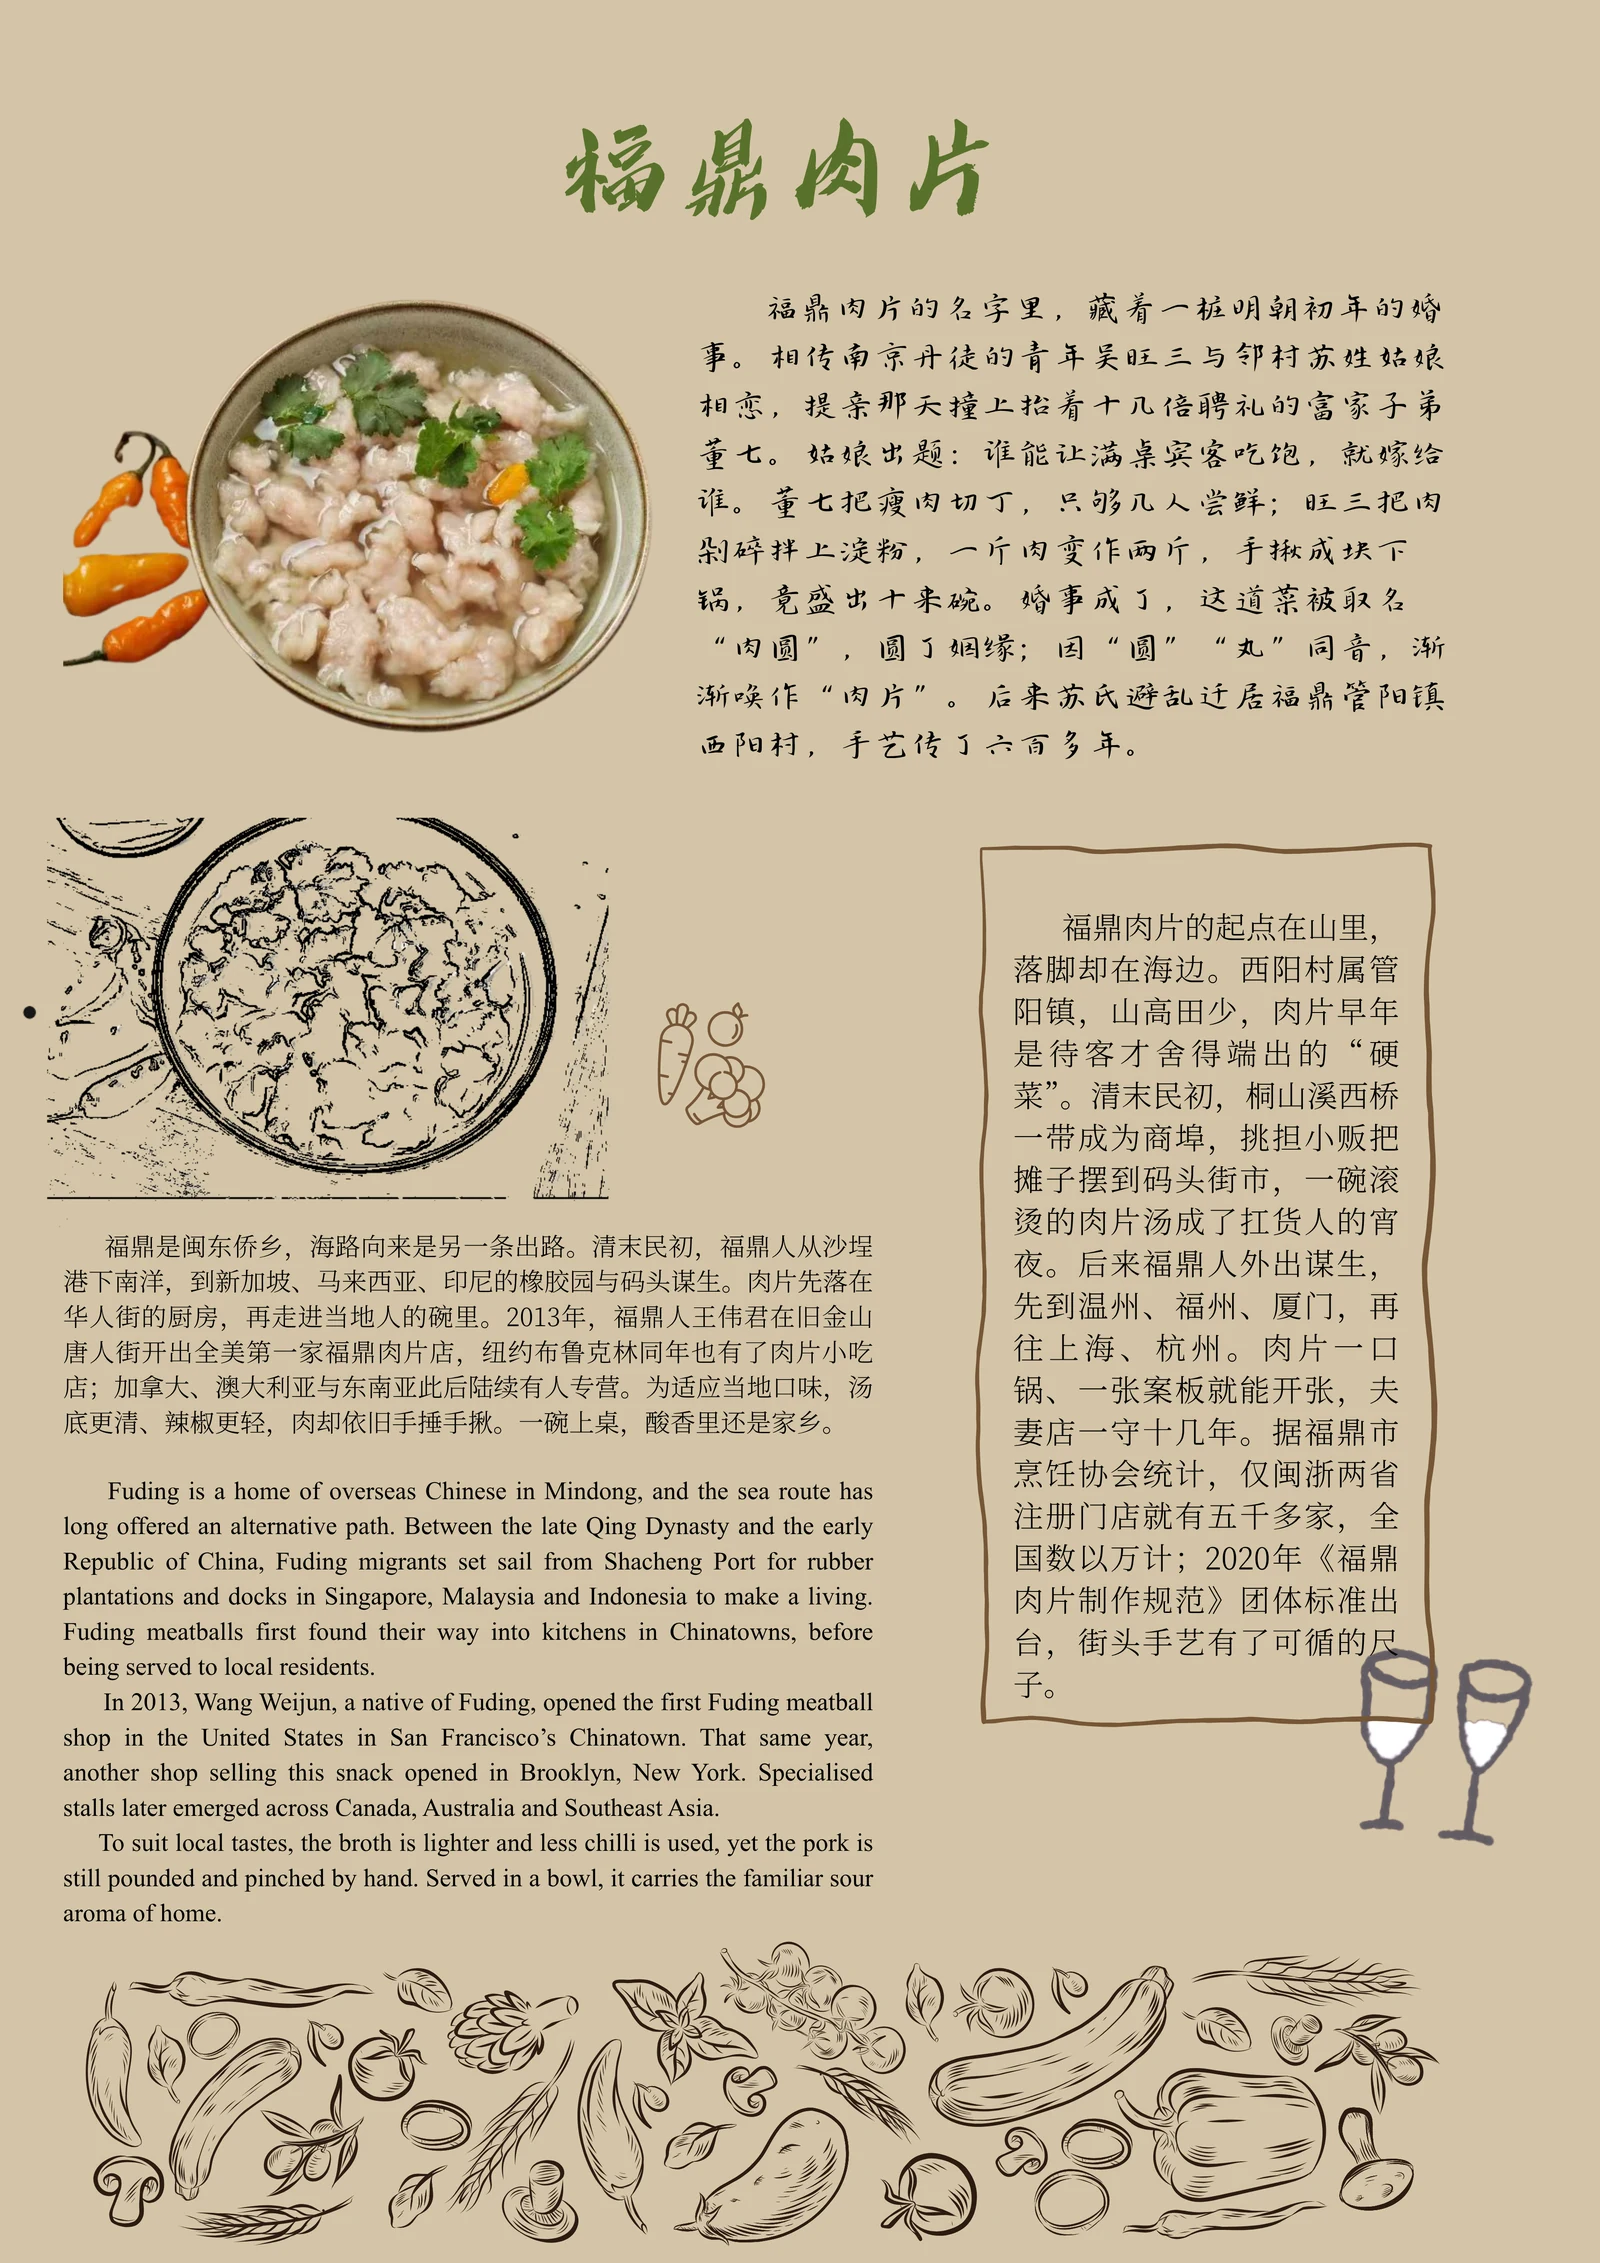 福鼎肉片
福鼎肉片的名字里，藏着一桩明朝初年的婚
事。相传南京丹徒的青年吴旺三与邻村苏姓姑娘
相恋，提亲那天撞上抬着十几倍聘礼的富家子弟
董七。姑娘出题：谁能让满桌宾客吃饱，就嫁给
谁。董七把瘦肉切丁，只够几人尝鲜；旺三把肉
剁碎拌上淀粉，一斤肉变作两斤，手揪成块下
锅，竟盛出十来碗。婚事成了，这道菜被取名
“肉圆”，圆了姻缘；因“圆”“丸”同音，渐
渐唤作“肉片”。后来苏氏避乱迁居福鼎管阳镇
西阳村，手艺传了六百多年。
福鼎肉片的起点在山里，
落脚却在海边。西阳村属管
阳镇，山高田少，肉片早年
是待客才舍得端出的“硬
菜”。清末民初，桐山溪西桥
一带成为商埠，挑担小贩把
摊子摆到码头街市，一碗滚
烫的肉片汤成了扛货人的宵
夜。后来福鼎人外出谋生，
先到温州、福州、厦门，再
往上海、杭州。肉片一口
锅、一张案板就能开张，夫
妻店一守十几年。据福鼎市
烹饪协会统计，仅闽浙两省
注册门店就有五千多家，全
国数以万计；2020年《福鼎
肉片制作规范》团体标准出
台，街头手艺有了可循的尺
子。
福鼎是闽东侨乡，海路向来是另一条出路。清末民初，福鼎人从沙埕
港下南洋，到新加坡、马来西亚、印尼的橡胶园与码头谋生。肉片先落在
华人街的厨房，再走进当地人的碗里。2013年，福鼎人王伟君在旧金山
唐人街开出全美第一家福鼎肉片店，纽约布鲁克林同年也有了肉片小吃
店；加拿大、澳大利亚与东南亚此后陆续有人专营。为适应当地口味，汤
底更清、辣椒更轻，肉却依旧手捶手揪。一碗上桌，酸香里还是家乡。
Fuding is a home of overseas Chinese in Mindong, and the sea route has
long offered an alternative path. Between the late Qing Dynasty and the early
Republic of China, Fuding migrants set sail from Shacheng Port for rubber
plantations and docks in Singapore, Malaysia and Indonesia to make a living.
Fuding meatballs first found their way into kitchens in Chinatowns, before
being served to local residents.
In 2013, Wang Weijun, a native of Fuding, opened the first Fuding meatball
shop in the United States in San Francisco’s Chinatown. That same year,
another shop selling this snack opened in Brooklyn, New York. Specialised
stalls later emerged across Canada, Australia and Southeast Asia.
To suit local tastes, the broth is lighter and less chilli is used, yet the pork is
still pounded and pinched by hand. Served in a bowl, it carries the familiar sour
aroma of home.